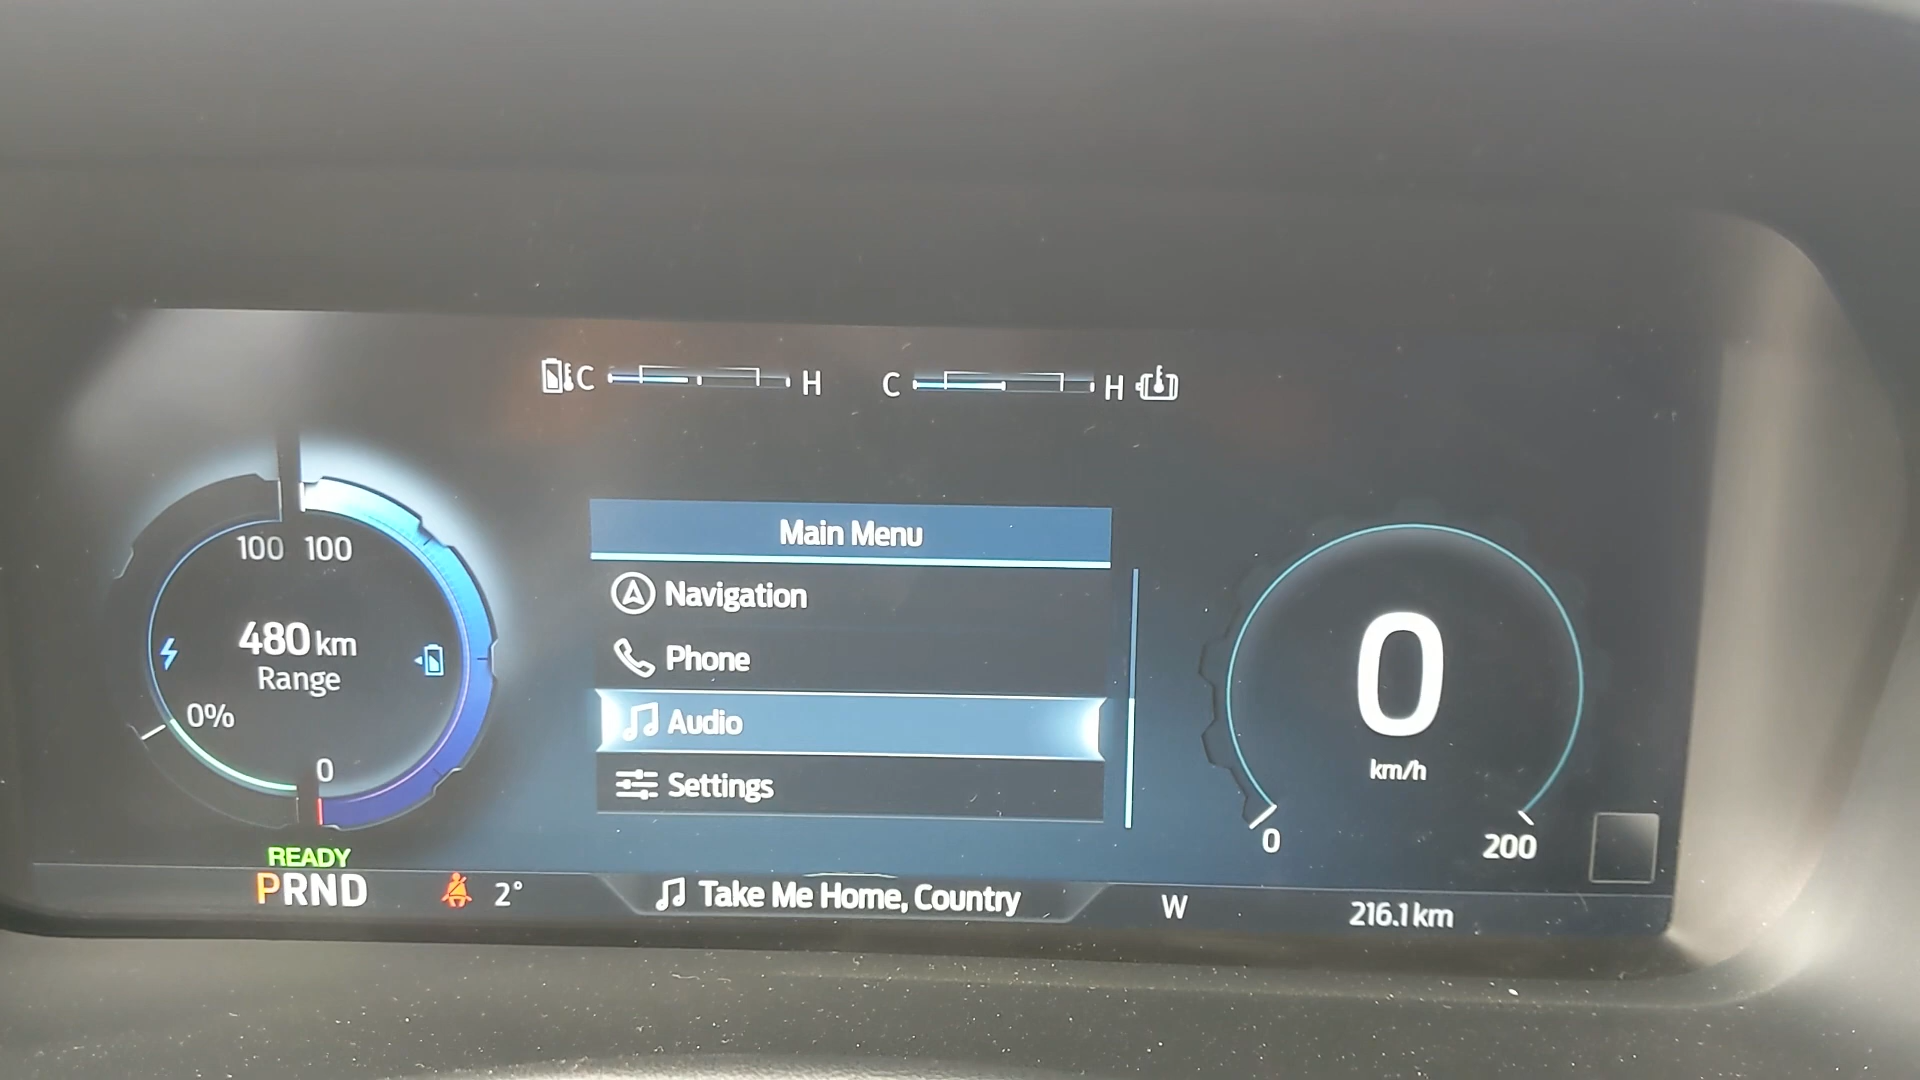 C H C H
100 100
480 km
Range
0%
0
Main Menu
Navigation
Phone
Audio
Settings
0
km/h
0 200
READY
PRND 2° Take Me Home, Country W 216.1 km